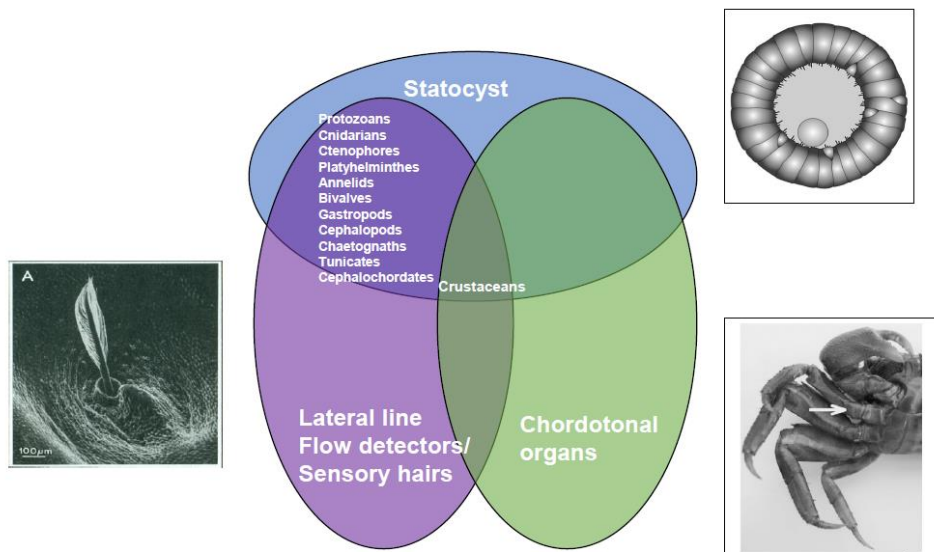 Statocyst
Protozoans
Cnidarians
Ctenophores
Platyhelminthes
Annelids
Bivalves
Gastropods
Cephalopods
Chaetognaths
Tunicates
Cephalochordates
Crustaceans
A
100µm
Lateral line
Flow detectors/
Sensory hairs
Chordotonal
organs